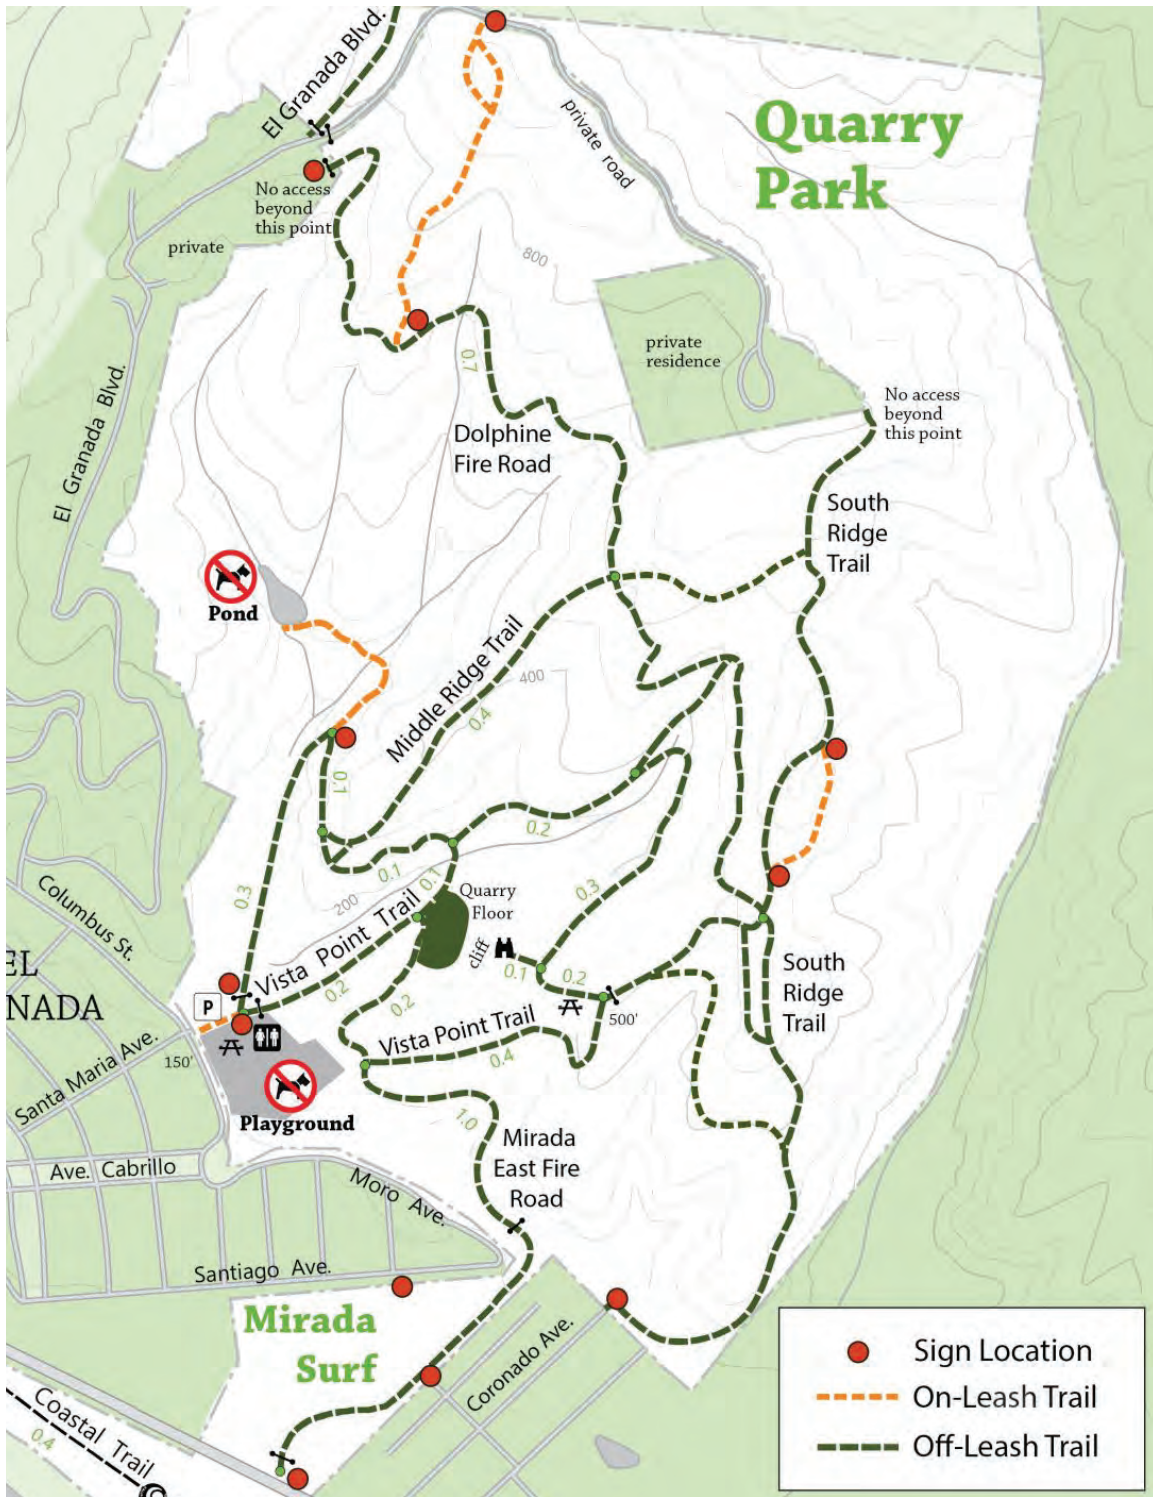 El Granada Blvd.
private road
Quarry
Park
No access
beyond
this point
private
800
private
residence
0.7
No access
beyond
this point
El Granada Blvd.
Dolphine
Fire Road
South
Ridge
Trail
Pond
Middle Ridge Trail
400
0.4
0.1
0.2
0.1
0.1
0.3
200
Quarry
Floor
0.3
Columbus St.
Vista Point Trail
cliff
0.1
0.2
EL
NADA
P
0.2
0.2
500'
South
Ridge
Trail
Santa Maria Ave.
150'
Vista Point Trail
0.4
Playground
1.0
Mirada
East Fire
Road
Ave. Cabrillo
Moro Ave.
Santiago Ave.
Mirada
Surf
Coronado Ave.
Coastal Trail
0.4
Sign Location
On-Leash Trail
Off-Leash Trail